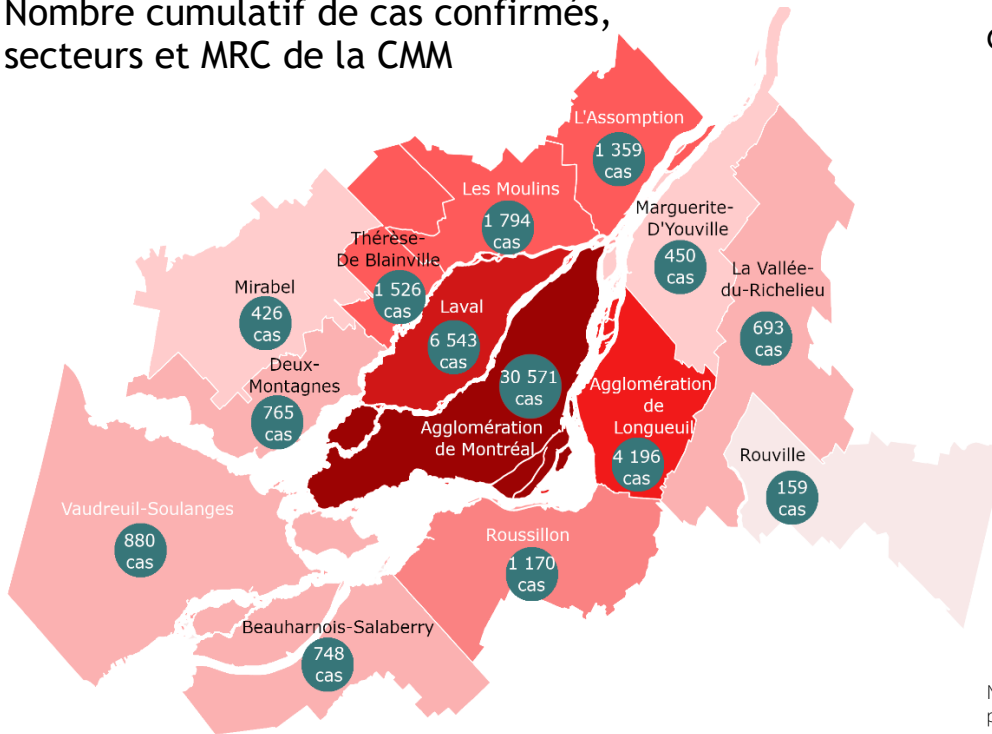 Nombre cumulatif de cas confirmés,
secteurs et MRC de la CMM
L'Assomption
1 359
cas
Les Moulins
1 794
cas
Marguerite-
D'Youville
450
cas
Thérèse-
De Blainville
1 526
cas
La Vallée-
du-Richelieu
693
cas
Mirabel
426
cas
Laval
6 543
cas
Deux-
Montagnes
765
cas
30 571
cas
Agglomération
de Montréal
Agglomération
de
Longueuil
4 196
cas
Rouville
159
cas
Vaudreuil-Soulanges
880
cas
Roussillon
1 170
cas
Beauharnois-Salaberry
748
cas